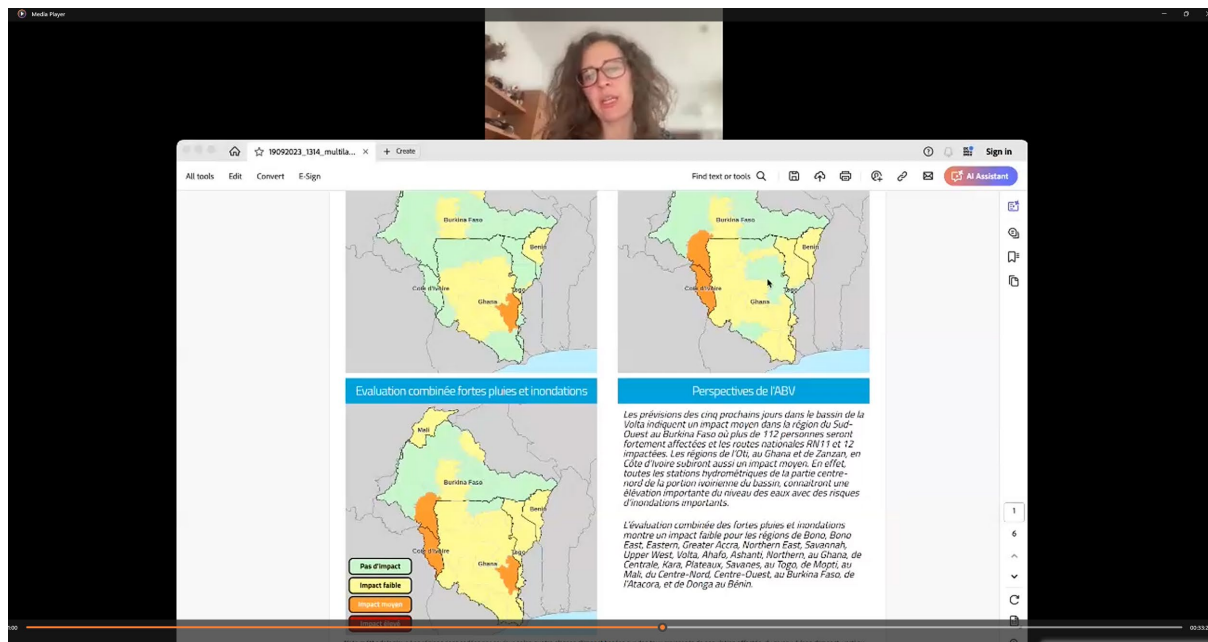 Media Player
19092023_1314_multila...
Create
Sign in
All tools
Edit
Convert
E-Sign
Find text or tools
AI Assistant
Burkina Faso
Benin
Cote d'Ivoire
Togo
Ghana
Burkina Faso
Benin
Cote d'Ivoire
Togo
Ghana
Evaluation combinée fortes pluies et inondations
Mali
Burkina Faso
Benin
Cote d'Ivoire
Togo
Ghana
Pas d'impact
Impact faible
Impact moyen
Impact élevé
Perspectives de l'ABV
Les prévisions des cinq prochains jours dans le bassin de la
Volta indiquent un impact moyen dans la région du Sud-
Ouest au Burkina Faso où plus de 112 personnes seront
fortement affectées et les routes nationales RN11 et 12
impactées. Les régions de l'Oti, au Ghana et de Zanzan, en
Côte d'Ivoire subiront aussi un impact moyen. En effet,
toutes les stations hydrométriques de la partie centre-
nord de la portion ivoirienne du bassin, connaitront une
élévation importante du niveau des eaux avec des risques
d'inondations importants.
L'évaluation combinée des fortes pluies et inondations
montre un impact faible pour les régions de Bono, Bono
East, Eastern, Greater Accra, Northern East, Savannah,
Upper West, Volta, Ahafo, Ashanti, Northern, au Ghana, de
Centrale, Kara, Plateaux, Savanes, au Togo, de Mopti, au
Mali, du Centre-Nord, Centre-Ouest, au Burkina Faso, de
l'Atacora, et de Donga au Bénin.
1
6